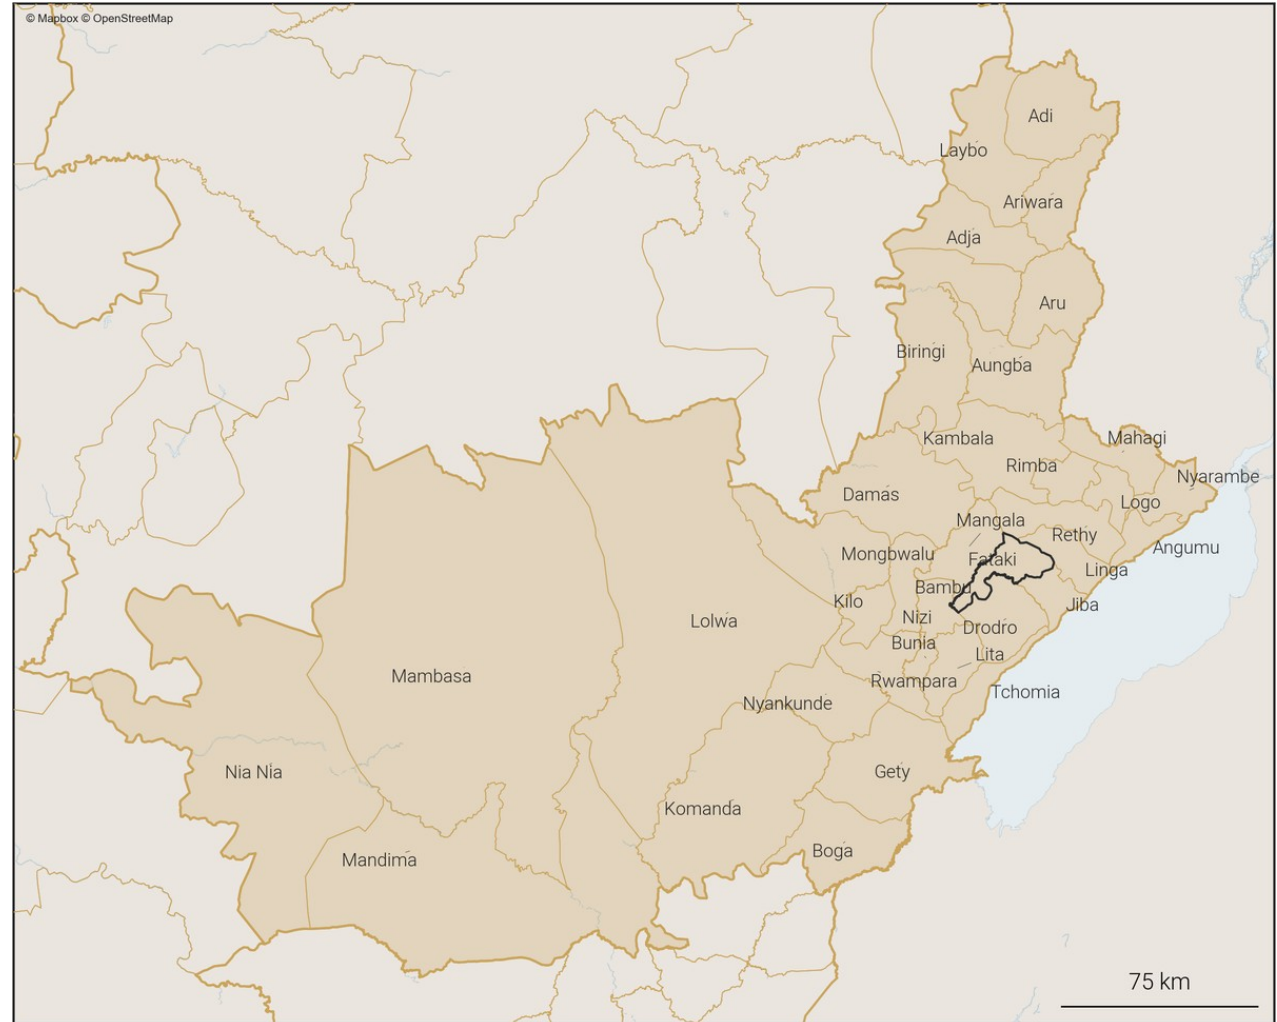 © Mapbox © OpenStreetMap
Adi
Laybo
Ariwara
Adja
Aru
Biringi
Aungba
Kambala
Mahagi
Rimba
Nyarambe
Damas
Logo
Mangala
Rethy
Mongbwalu
Fataki
Angumu
Linga
Bambu
Kilo
Jiba
Nizi
Lolwa
Drodro
Bunia
Lita
Mambasa
Rwampara
Tchomia
Nyankunde
Nia Nia
Gety
Komanda
Boga
Mandima
75 km